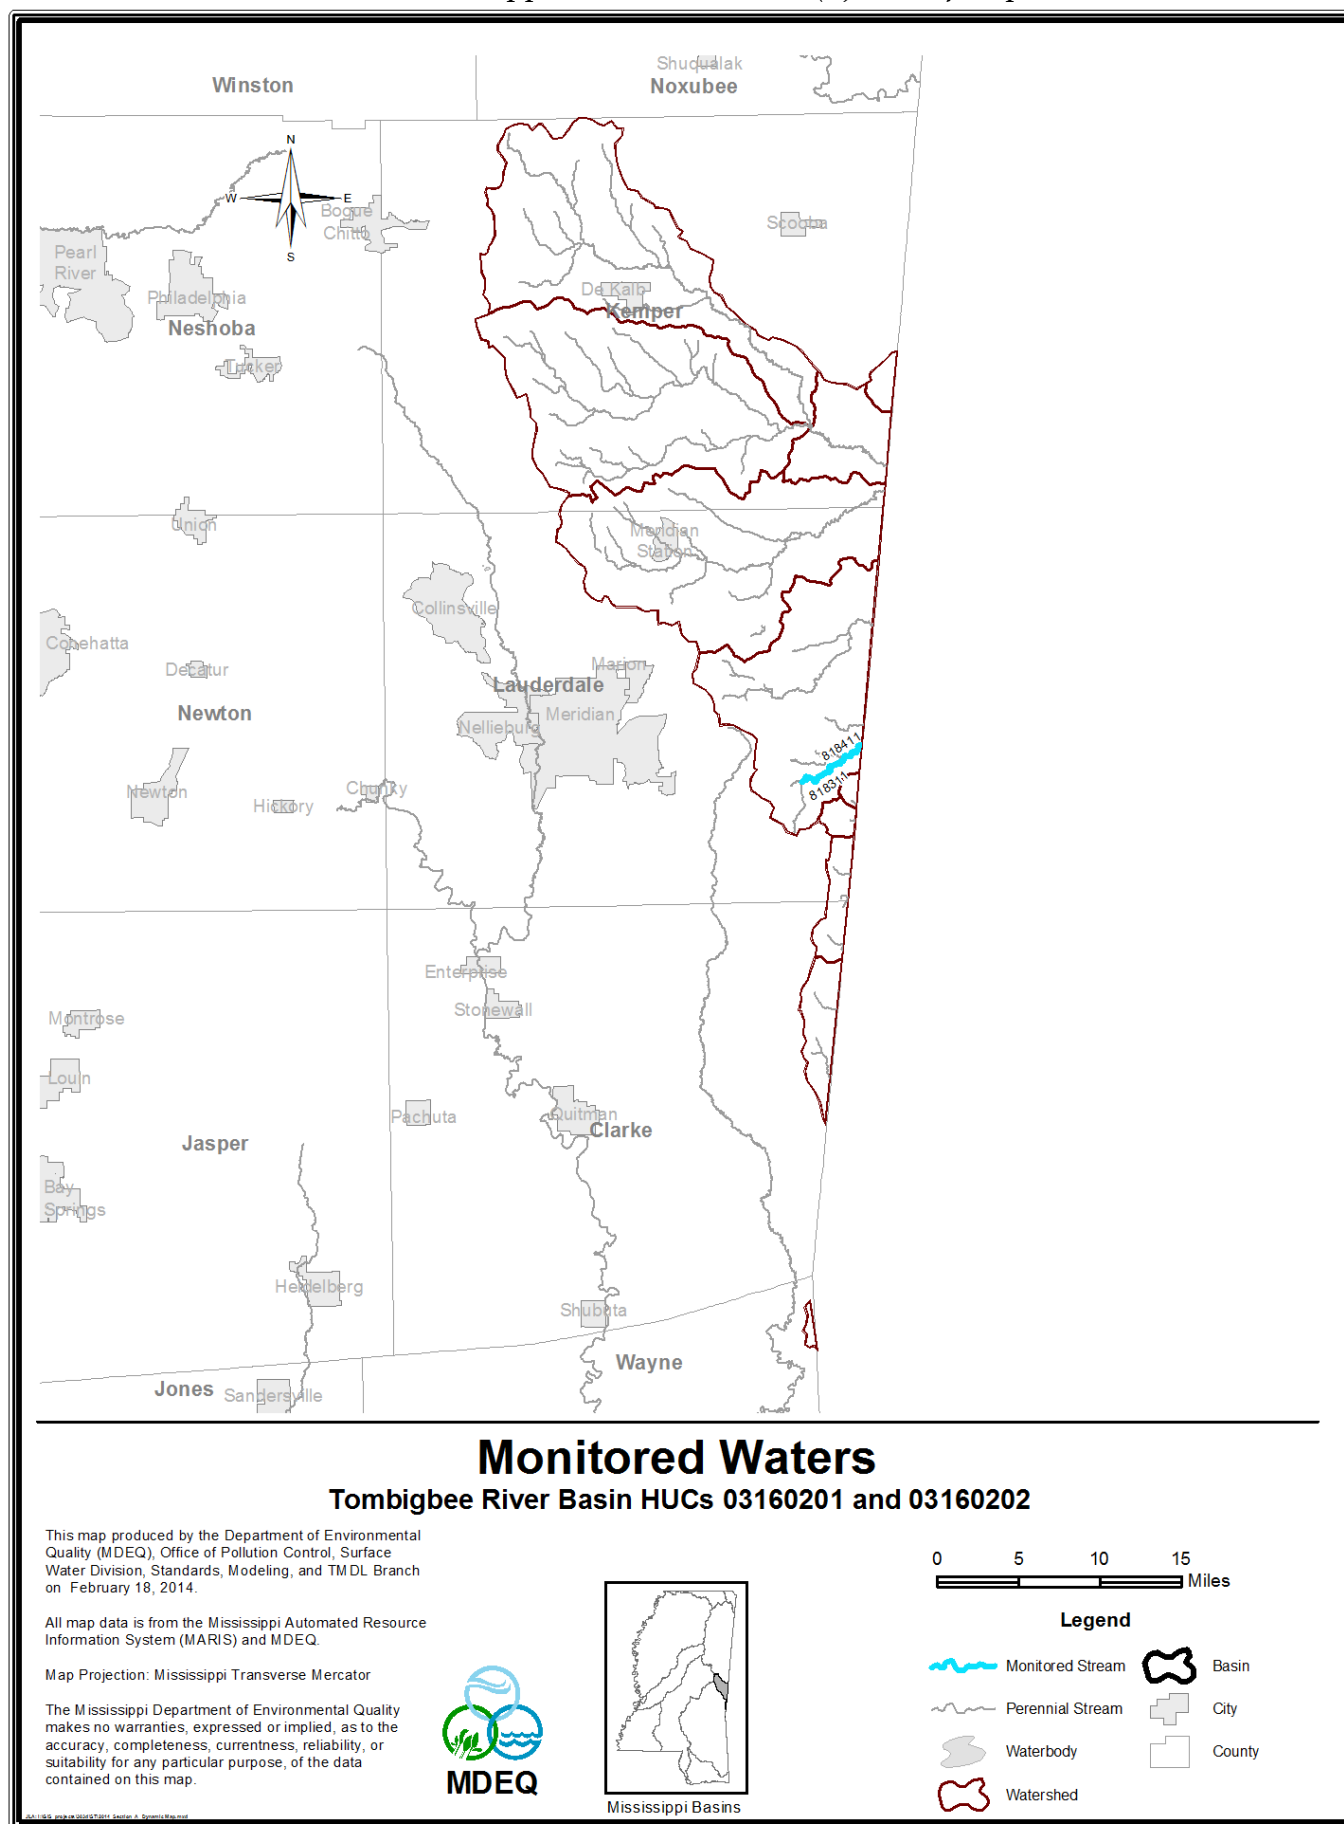 Shuqualak
Winston
Noxubee
N
W
E
S
Bogue
Chitto
Scooba
Pearl
River
Philadelphia
De Kalb
Kemper
Neshoba
Tucker
Union
Meridian
Station
Collinsville
Conehatta
Decatur
Marion
Lauderdale
Newton
Meridian
Nellieburg
818411
818311
Newton
Hickory
Chunky
Enterprise
Stonewall
Montrose
Louin
Pachuta
Quitman
Clarke
Jasper
Bay
Springs
Heidelberg
Shubuta
Wayne
Jones
Sandersville
Monitored Waters
Tombigbee River Basin HUCs 03160201 and 03160202
This map produced by the Department of Environmental
Quality (MDEQ), Office of Pollution Control, Surface
Water Division, Standards, Modeling, and TMDL Branch
on February 18, 2014.
All map data is from the Mississippi Automated Resource
Information System (MARIS) and MDEQ.
Map Projection: Mississippi Transverse Mercator
The Mississippi Department of Environmental Quality
makes no warranties, expressed or implied, as to the
accuracy, completeness, currentness, reliability, or
suitability for any particular purpose, of the data
contained on this map.
MDEQ
Mississippi Basins
0 5 10 15
Miles
Legend
Monitored Stream
Basin
Perennial Stream
City
Waterbody
County
Watershed